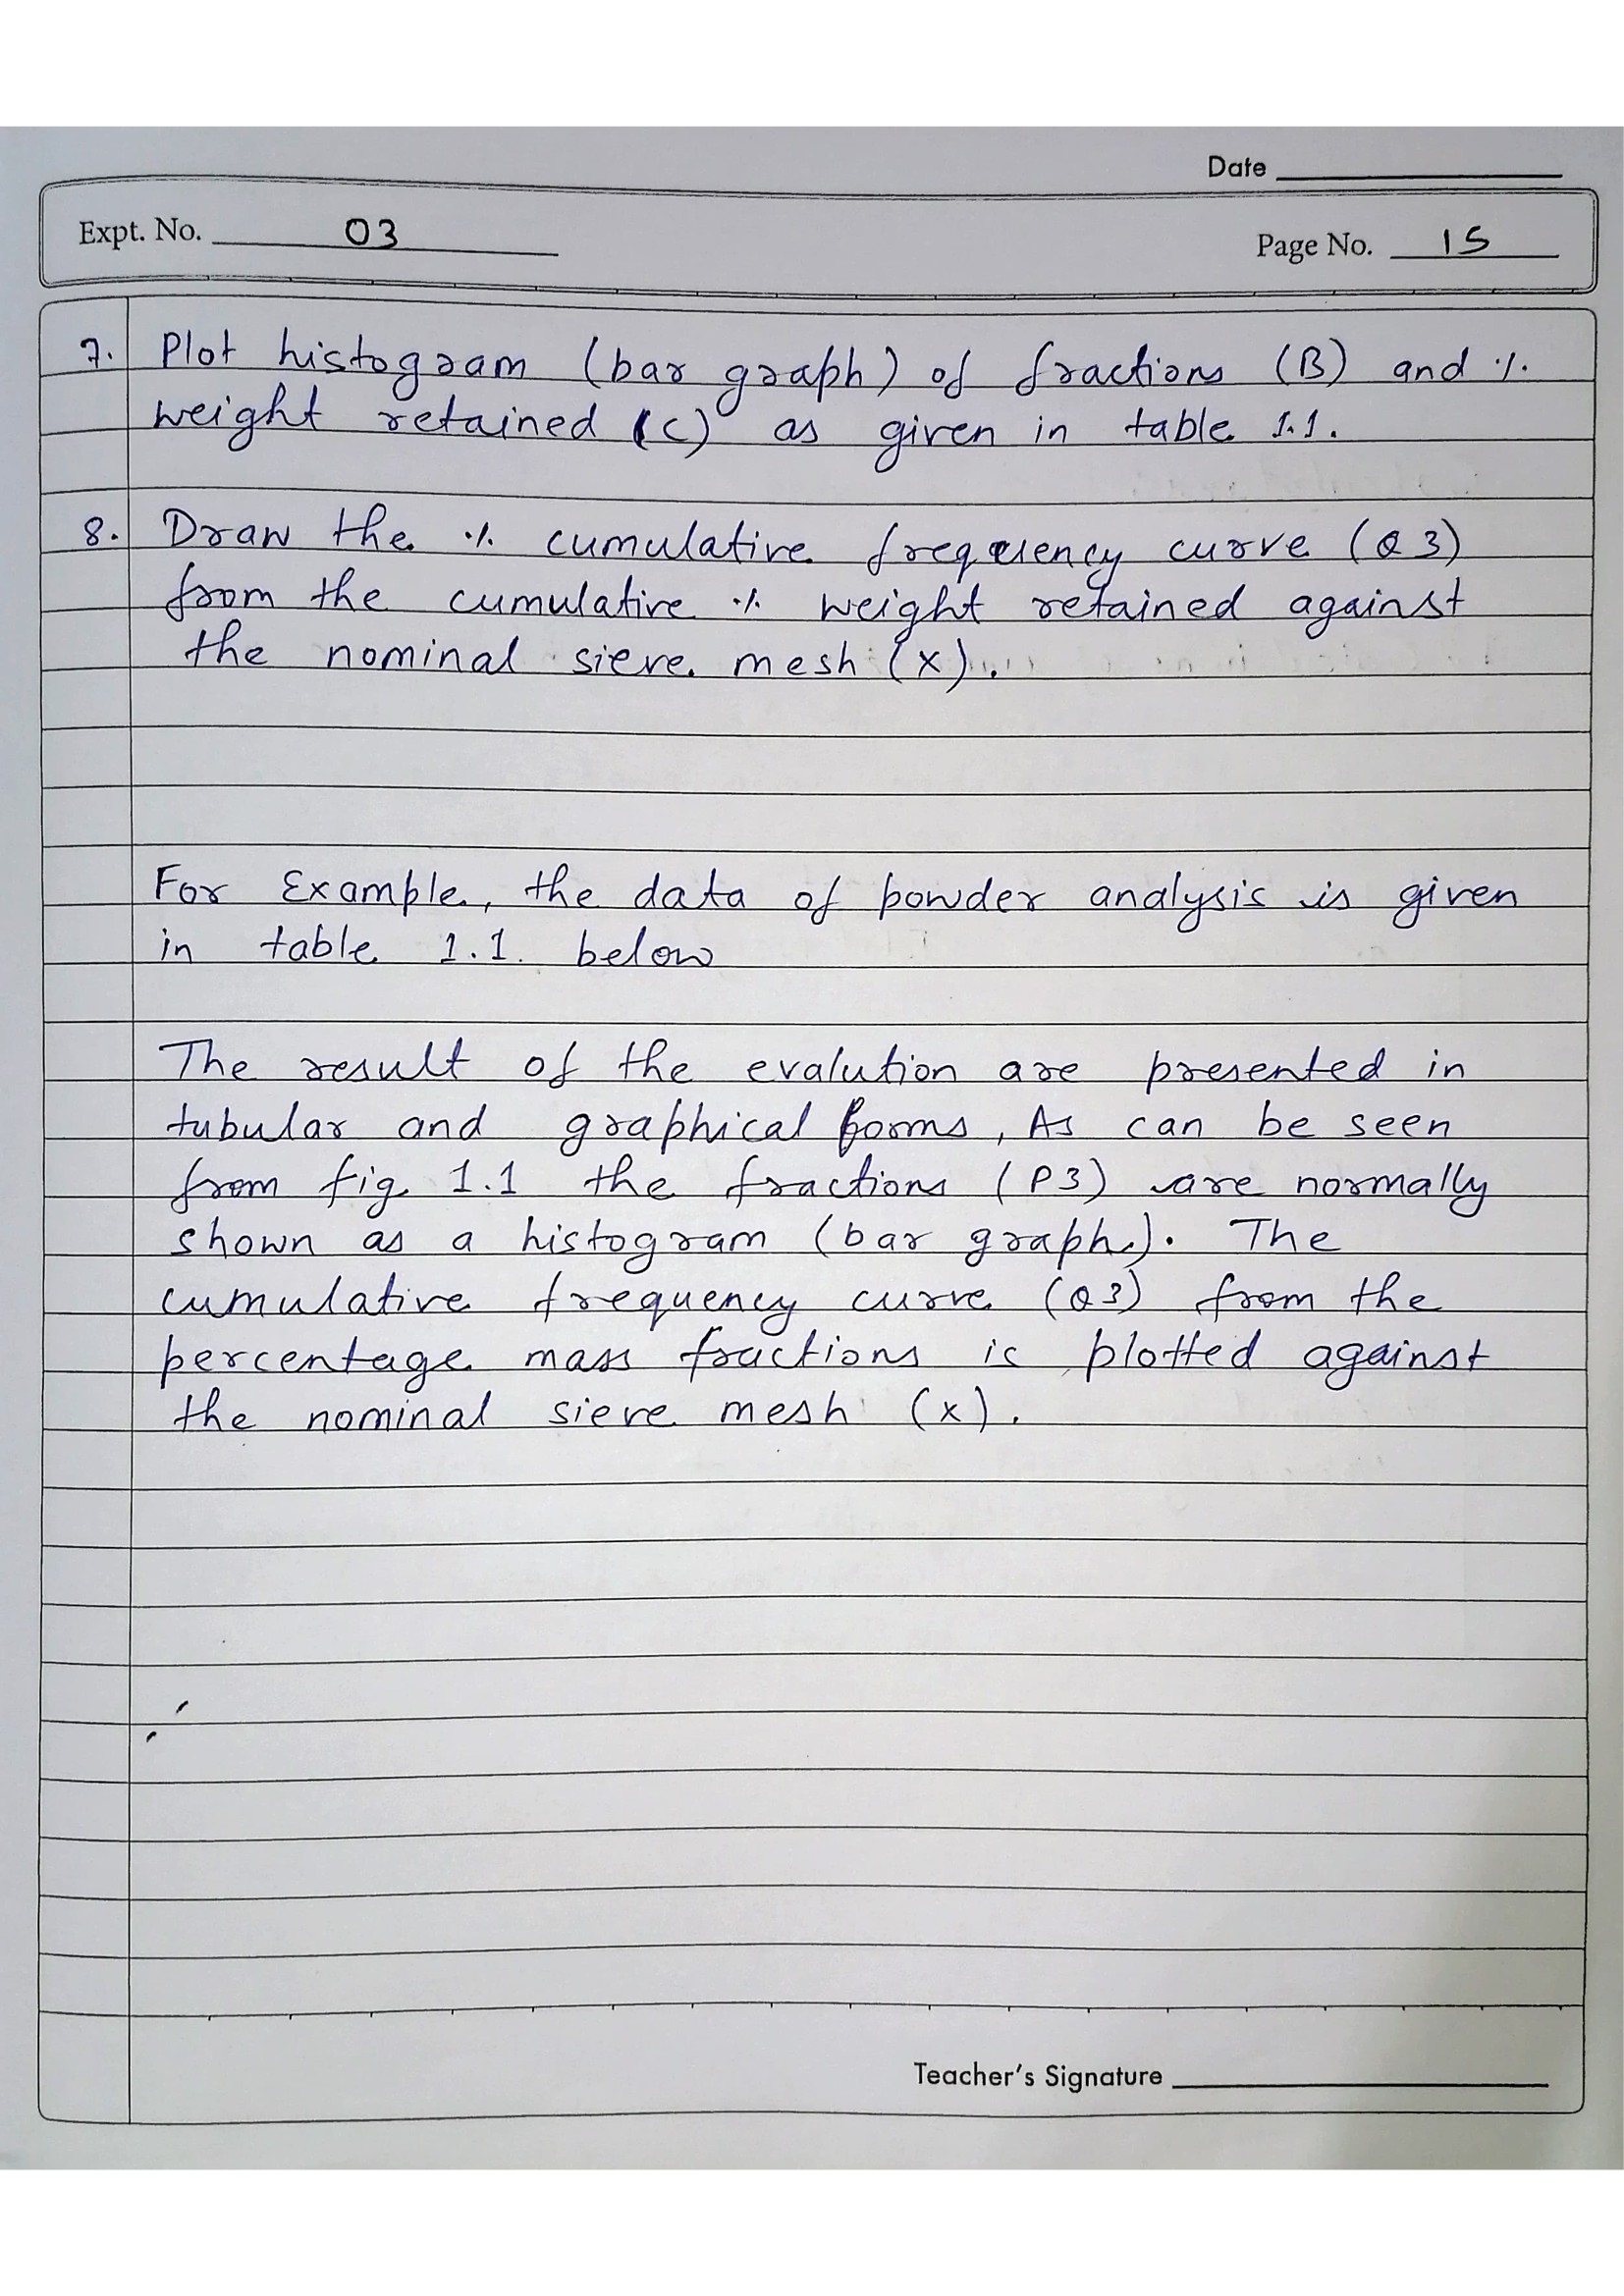 Date
Expt. No. 03
Page No. 15
7. Plot histogram (bar graph) of fractions (B) and %
weight retained (C) as given in table 1.1.
8. Draw the % cumulative frequency curve (Q3)
from the cumulative % weight retained against
the nominal sieve mesh (x).
For Example, the data of powder analysis is given
in table 1.1. below
The result of the evalution are presented in
tubular and graphical forms, As can be seen
from fig. 1.1 the fractions (P3) are normally
shown as a histogram (bar graph). The
cumulative frequency curve (Q3) from the
percentage mass fractions is plotted against
the nominal sieve mesh (x).
Teacher's Signature